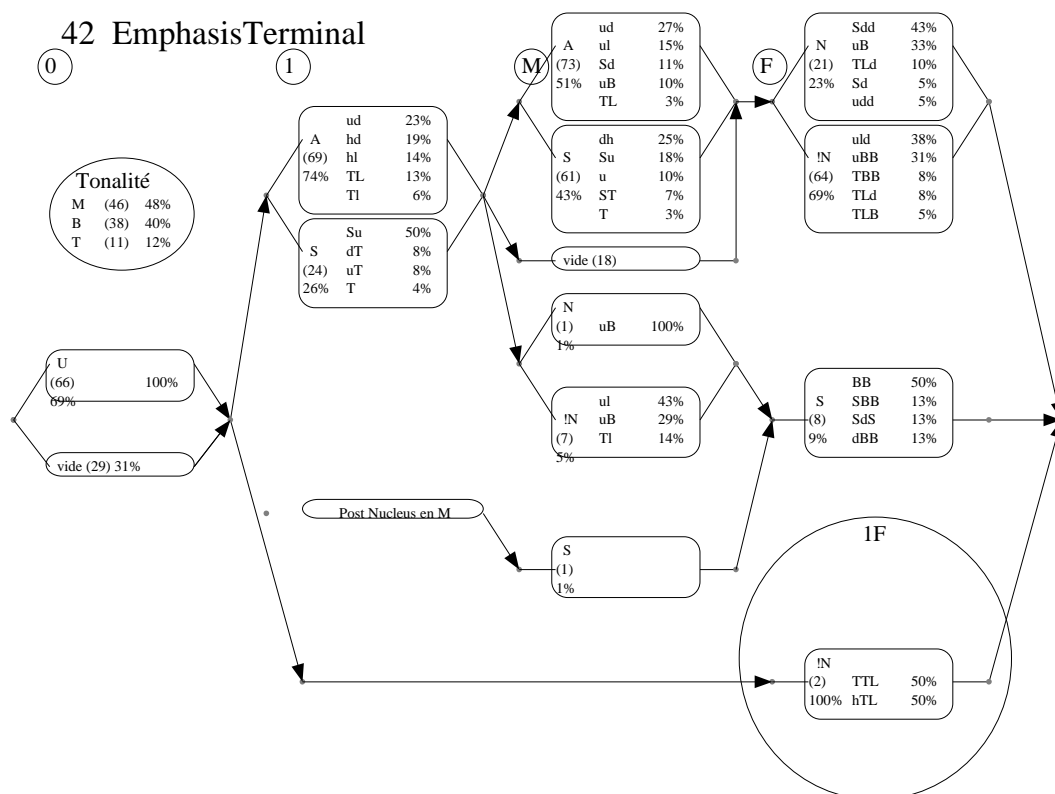 42 EmphasisTerminal
0
1
M
F
Tonalité
M (46) 48%
B (38) 40%
T (11) 12%
U
(66) 100%
69%
vide (29) 31%
ud 23%
A hd 19%
(69) hl 14%
74% TL 13%
Tl 6%
Su 50%
S dT 8%
(24) uT 8%
26% T 4%
Post Nucleus en M
ud 27%
A ul 15%
(73) Sd 11%
51% uB 10%
TL 3%
dh 25%
S Su 18%
(61) u 10%
43% ST 7%
T 3%
vide (18)
N
(1) uB 100%
1%
ul 43%
!N uB 29%
(7) Tl 14%
5%
S
(1)
1%
Sdd 43%
N uB 33%
(21) TLd 10%
23% Sd 5%
udd 5%
uld 38%
!N uBB 31%
(64) TBB 8%
69% TLd 8%
TLB 5%
BB 50%
S SBB 13%
(8) SdS 13%
9% dBB 13%
1F
!N
(2) TTL 50%
100% hTL 50%